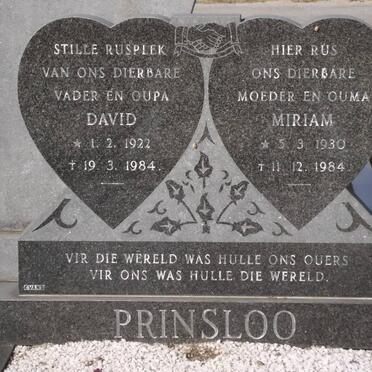 STILLE RUSPLEK
VAN ONS DIERBARE
VADER EN OUPA
DAVID
★ 1. 2. 1922
† 19. 3. 1984.
HIER RUS
ONS DIERBARE
MOEDER EN OUMA
MIRIAM
★ 5. 3. 1930
† 11. 12. 1984.
VIR DIE WÊRELD WAS HULLE ONS OUERS
VIR ONS WAS HULLE DIE WÊRELD.
PRINSLOO